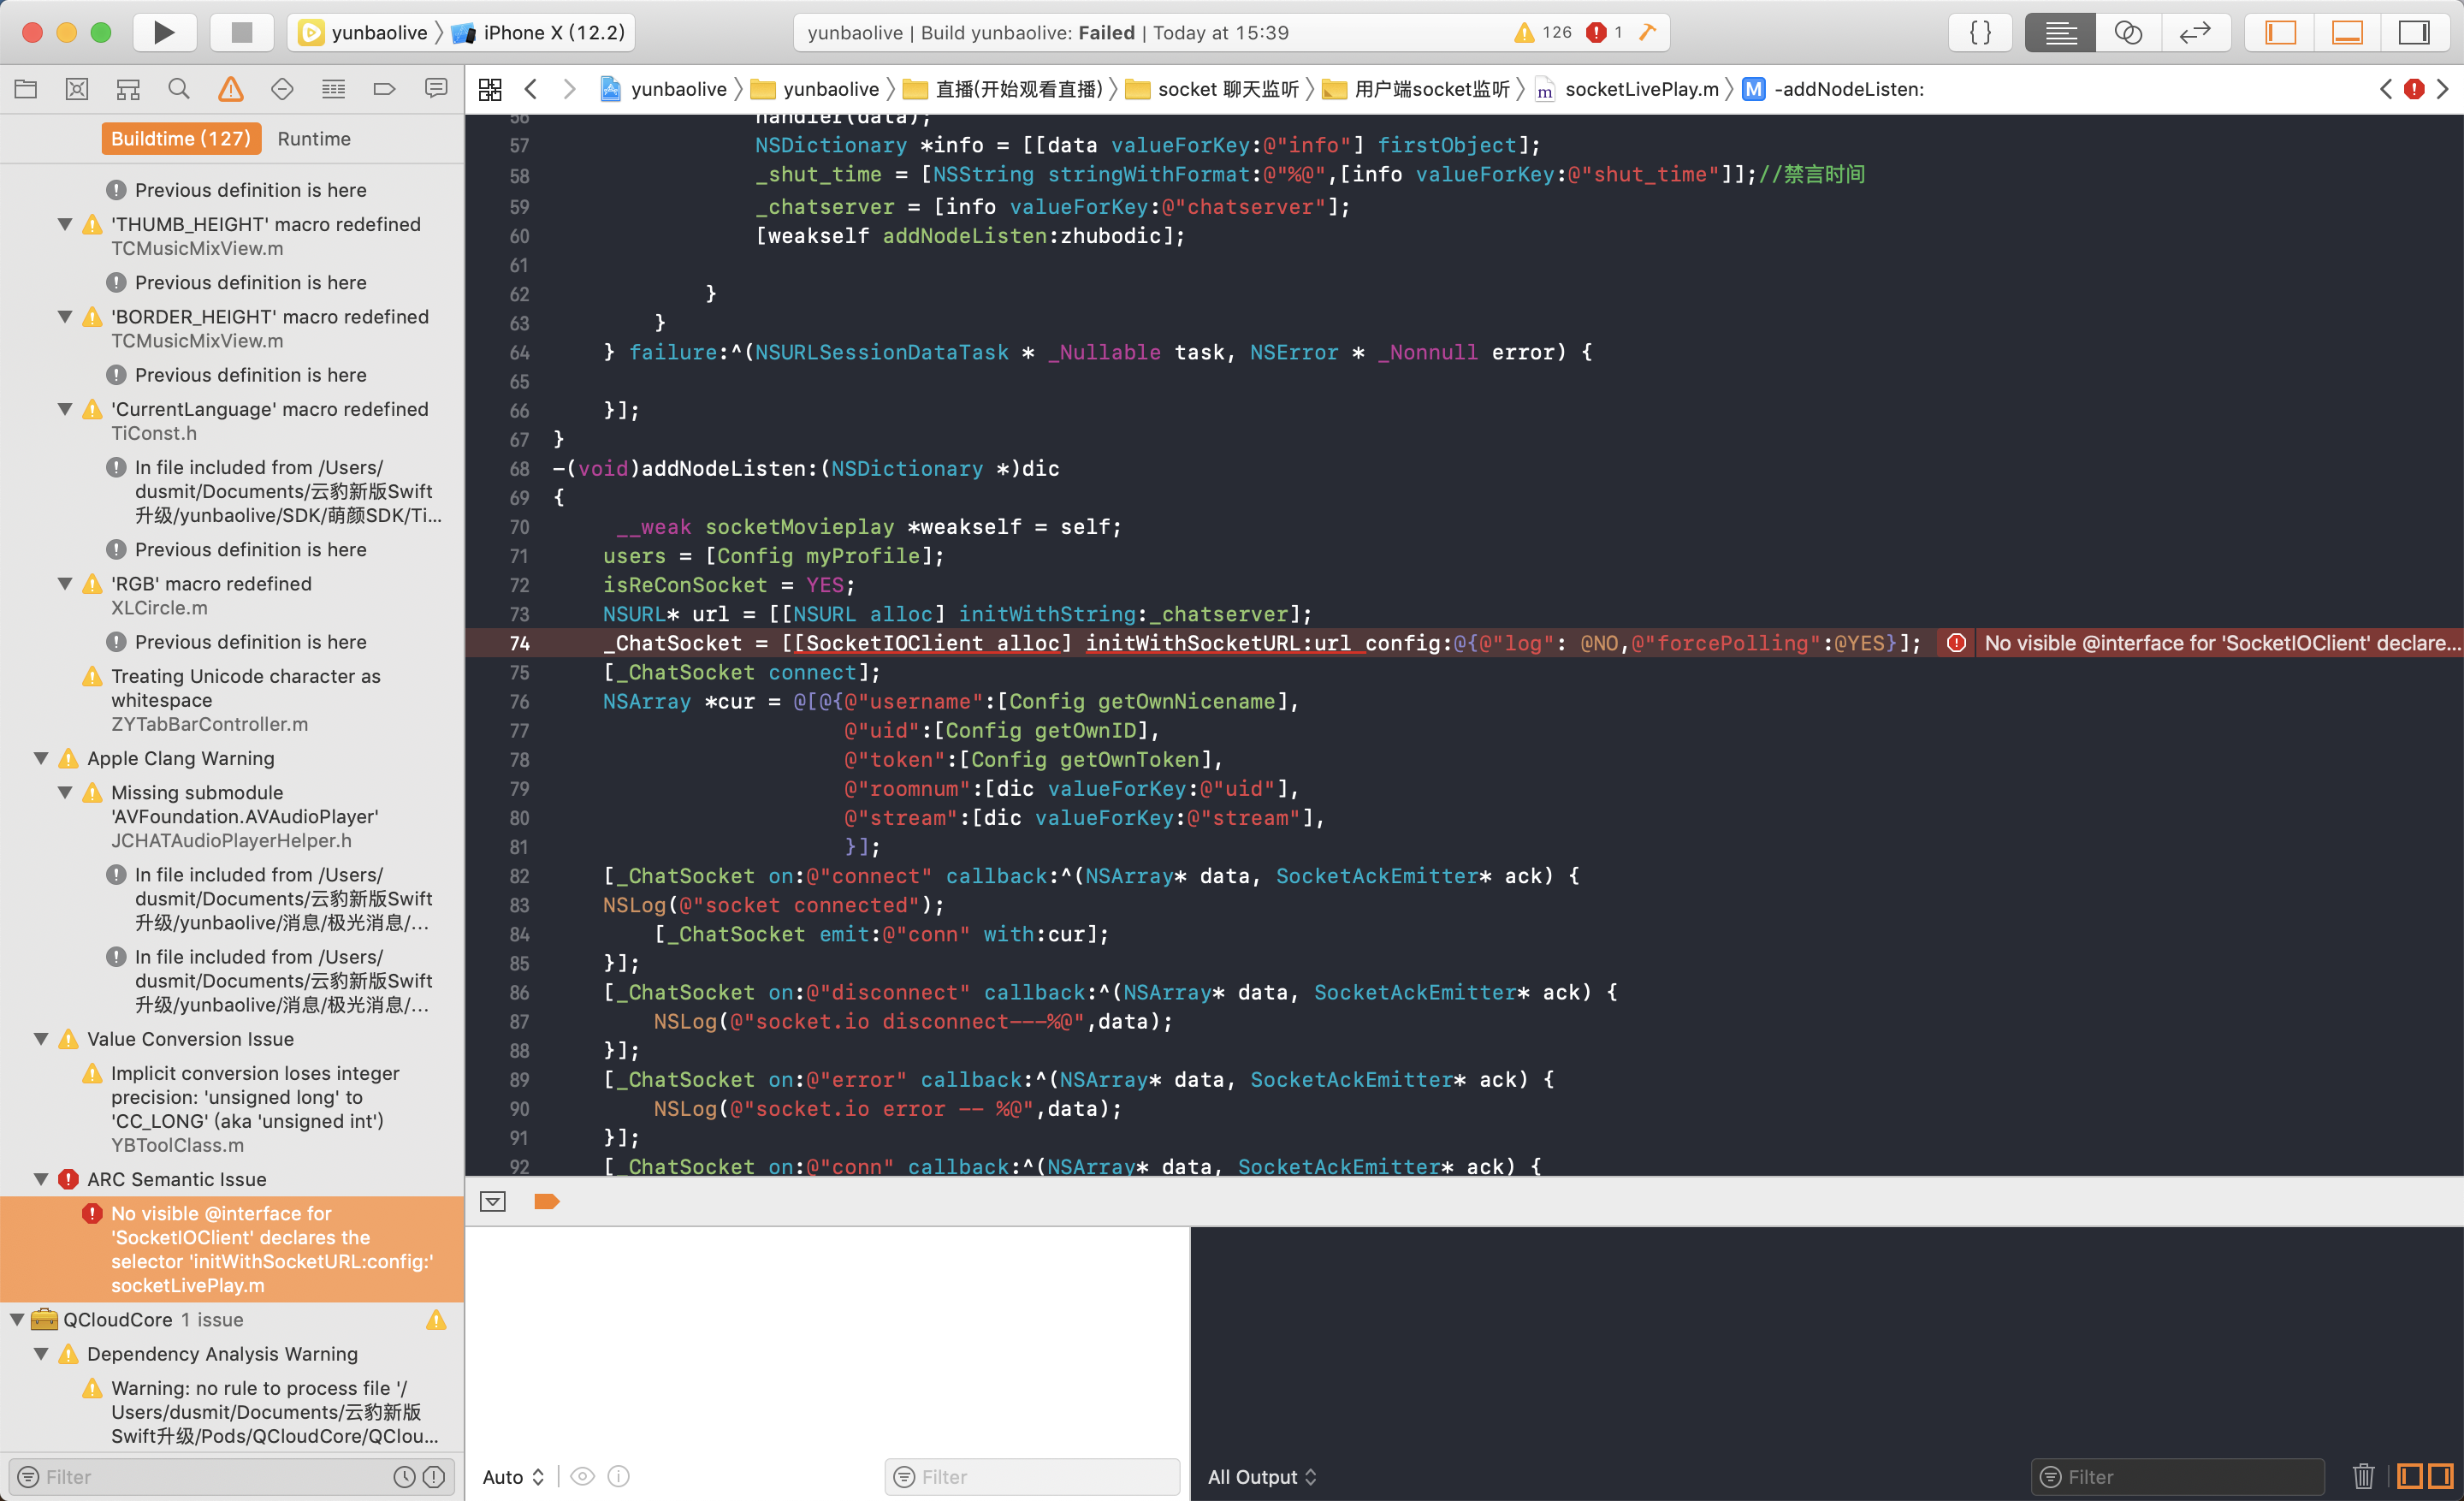 yunbaolive
iPhone X (12.2)
yunbaolive | Build yunbaolive: Failed | Today at 15:39
126
1
{}
yunbaolive
yunbaolive
直播(开始观看直播)
socket 聊天监听
用户端socket监听
m socketLivePlay.m
M -addNodeListen:
Buildtime (127)
Runtime
Previous definition is here
'THUMB_HEIGHT' macro redefined
TCMusicMixView.m
Previous definition is here
'BORDER_HEIGHT' macro redefined
TCMusicMixView.m
Previous definition is here
'CurrentLanguage' macro redefined
TiConst.h
In file included from /Users/
dusmit/Documents/云豹新版Swift
升级/yunbaolive/SDK/萌颜SDK/Ti...
Previous definition is here
'RGB' macro redefined
XLCircle.m
Previous definition is here
Treating Unicode character as
whitespace
ZYTabBarController.m
Apple Clang Warning
Missing submodule
'AVFoundation.AVAudioPlayer'
JCHATAudioPlayerHelper.h
In file included from /Users/
dusmit/Documents/云豹新版Swift
升级/yunbaolive/消息/极光消息/...
In file included from /Users/
dusmit/Documents/云豹新版Swift
升级/yunbaolive/消息/极光消息/...
Value Conversion Issue
Implicit conversion loses integer
precision: 'unsigned long' to
'CC_LONG' (aka 'unsigned int')
YBToolClass.m
ARC Semantic Issue
No visible @interface for
'SocketIOClient' declares the
selector 'initWithSocketURL:config:'
socketLivePlay.m
QCloudCore 1 issue
Dependency Analysis Warning
Warning: no rule to process file '/
Users/dusmit/Documents/云豹新版
Swift升级/Pods/QCloudCore/QClou...
Filter
56 handler(data);
57 NSDictionary *info = [[data valueForKey:@"info"] firstObject];
58 _shut_time = [NSString stringWithFormat:@"%@",[info valueForKey:@"shut_time"]];//禁言时间
59 _chatserver = [info valueForKey:@"chatserver"];
60 [weakself addNodeListen:zhubodic];
61
62 }
63 }
64 } failure:^(NSURLSessionDataTask * _Nullable task, NSError * _Nonnull error) {
65
66 }];
67 }
68 -(void)addNodeListen:(NSDictionary *)dic
69 {
70 __weak socketMovieplay *weakself = self;
71 users = [Config myProfile];
72 isReConSocket = YES;
73 NSURL* url = [[NSURL alloc] initWithString:_chatserver];
74 _ChatSocket = [[SocketIOClient alloc] initWithSocketURL:url config:@{@"log": @NO,@"forcePolling":@YES}]; No visible @interface for 'SocketIOClient' declare...
75 [_ChatSocket connect];
76 NSArray *cur = @[@{@"username":[Config getOwnNicename],
77 @"uid":[Config getOwnID],
78 @"token":[Config getOwnToken],
79 @"roomnum":[dic valueForKey:@"uid"],
80 @"stream":[dic valueForKey:@"stream"],
81 }];
82 [_ChatSocket on:@"connect" callback:^(NSArray* data, SocketAckEmitter* ack) {
83 NSLog(@"socket connected");
84 [_ChatSocket emit:@"conn" with:cur];
85 }];
86 [_ChatSocket on:@"disconnect" callback:^(NSArray* data, SocketAckEmitter* ack) {
87 NSLog(@"socket.io disconnect---%@",data);
88 }];
89 [_ChatSocket on:@"error" callback:^(NSArray* data, SocketAckEmitter* ack) {
90 NSLog(@"socket.io error -- %@",data);
91 }];
92 [_ChatSocket on:@"conn" callback:^(NSArray* data, SocketAckEmitter* ack) {
Auto
Filter
All Output
Filter